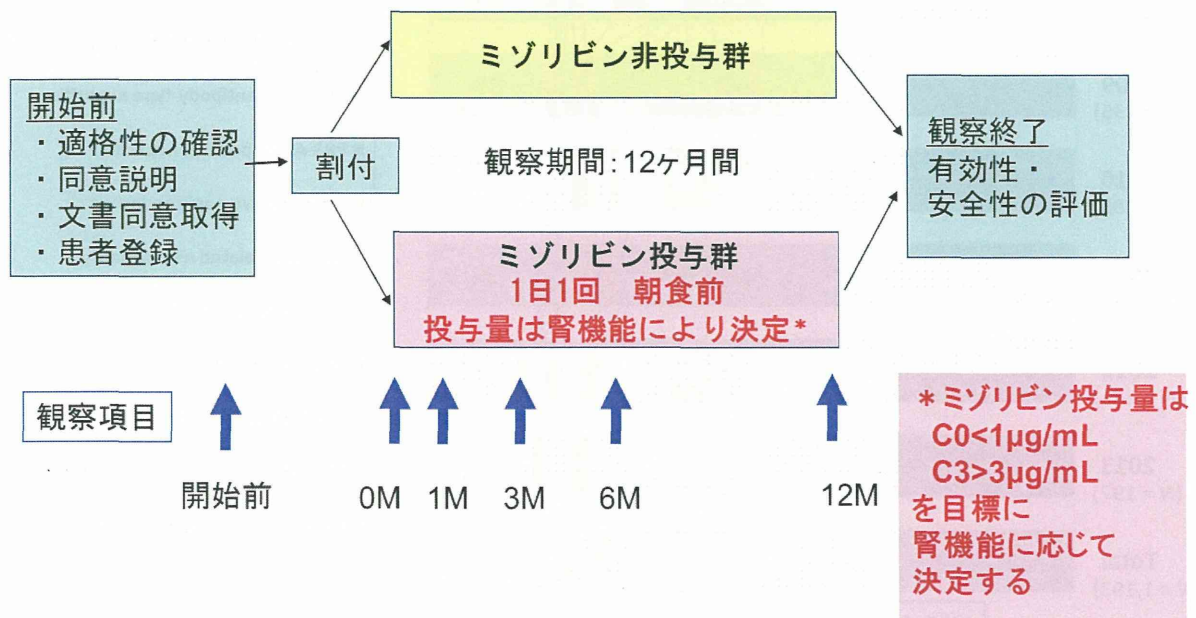 ミゾリビン非投与群
開始前
・適格性の確認
・同意説明
・文書同意取得
・患者登録
割付
観察期間:12ヶ月間
観察終了
有効性・
安全性の評価
ミゾリビン投与群
1日1回　朝食前
投与量は腎機能により決定*
観察項目
開始前
0M
1M
3M
6M
12M
*ミゾリビン投与量は
C0<1μg/mL
C3>3μg/mL
を目標に
腎機能に応じて
決定する